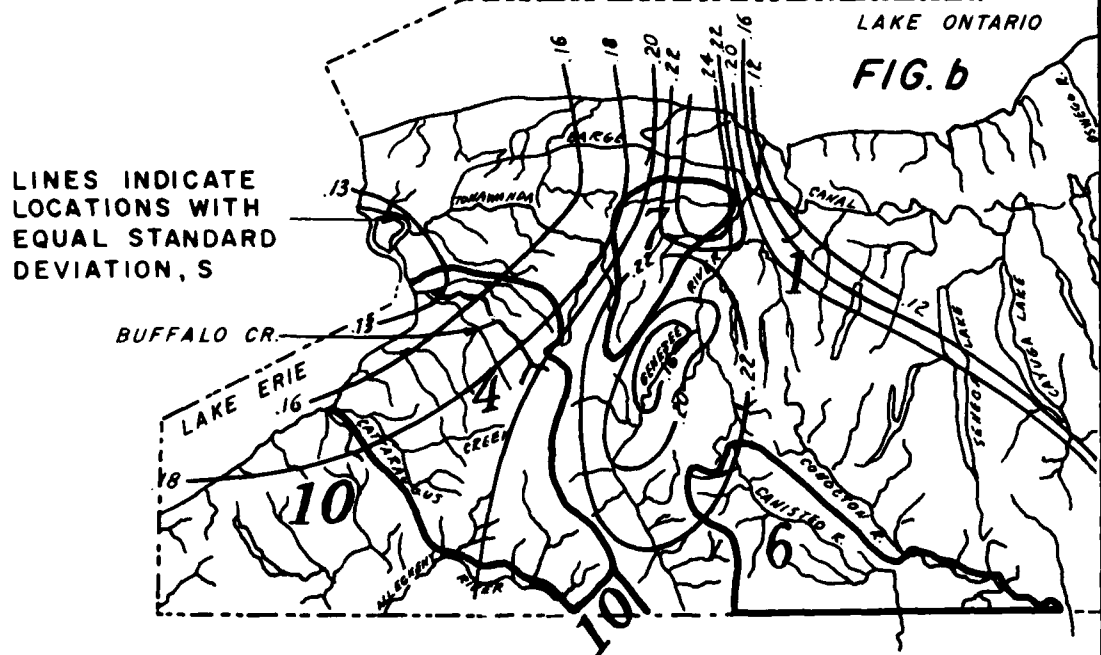 LAKE ONTARIO
FIG. b
.16
.18
.20
.22
.24
.22
.20
.16
.12
OSWEGO R.
BARGE
CANAL
TONAWANDA
LINES INDICATE
LOCATIONS WITH
EQUAL STANDARD
DEVIATION, S
.13
7
.22
RIVER
1
.12
BUFFALO CR.
GENESEE
.16
.20
.22
SENECA LAKE
CAYUGA LAKE
LAKE ERIE
.16
4
CATTARAUGUS
CREEK
.18
10
COHOCTON R.
CANISTEO R.
6
ALLEGHENY
RIVER
10